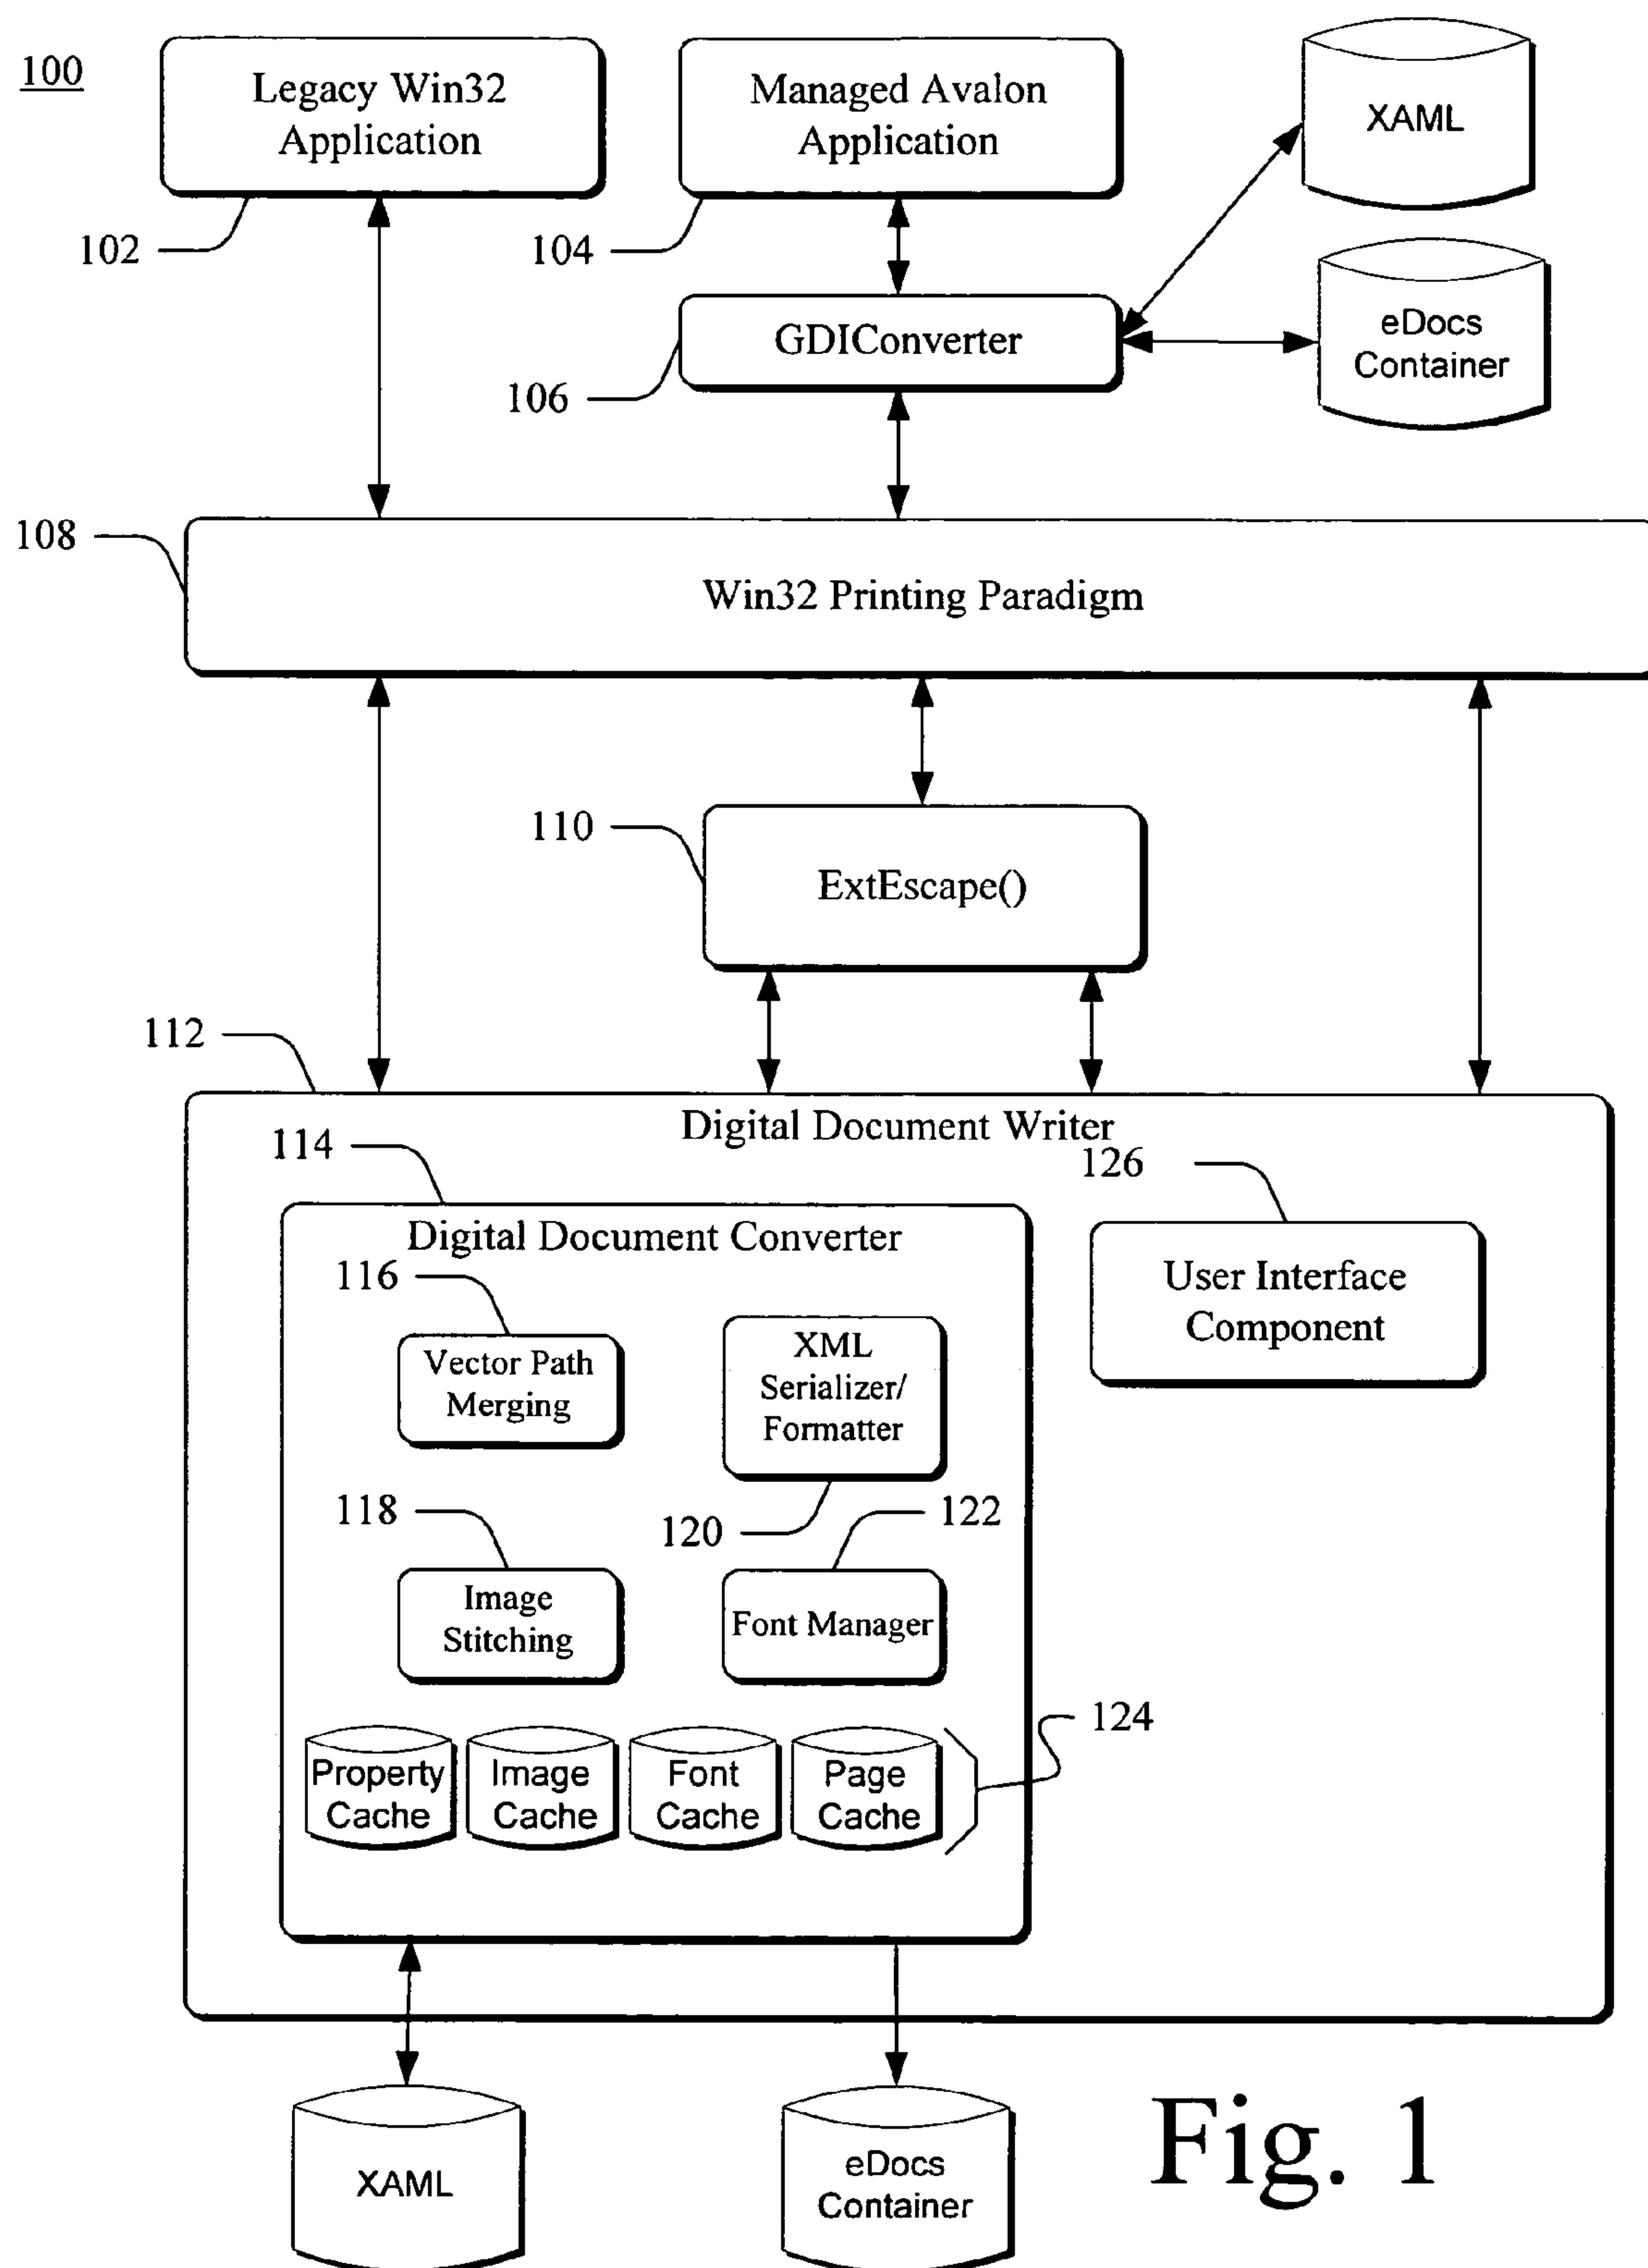 100
Legacy Win32
Application
Managed Avalon
Application
XAML
102
104
GDIConverter
eDocs
Container
106
108
Win32 Printing Paradigm
110
ExtEscape()
112
Digital Document Writer
114
126
Digital Document Converter
User Interface
Component
116
Vector Path
Merging
XML
Serializer/
Formatter
118
120
122
Image
Stitching
Font Manager
124
Property
Cache
Image
Cache
Font
Cache
Page
Cache
XAML
eDocs
Container
Fig. 1